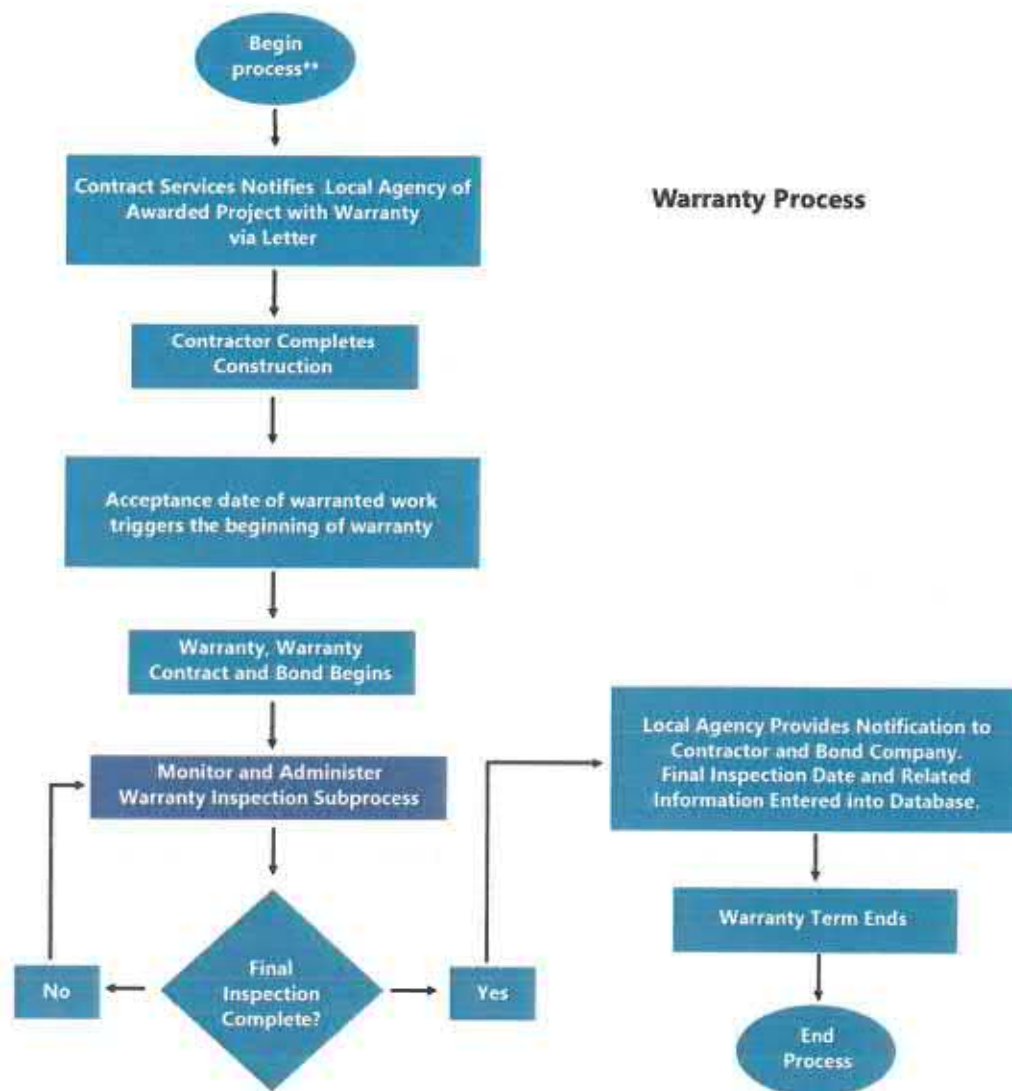 Begin
process**
Contract Services Notifies Local Agency of
Awarded Project with Warranty
via Letter
Warranty Process
Contractor Completes
Construction
Acceptance date of warranted work
triggers the beginning of warranty
Warranty, Warranty
Contract and Bond Begins
Monitor and Administer
Warranty Inspection Subprocess
Final
Inspection
Complete?
No
Yes
Local Agency Provides Notification to
Contractor and Bond Company.
Final Inspection Date and Related
Information Entered into Database.
Warranty Term Ends
End
Process